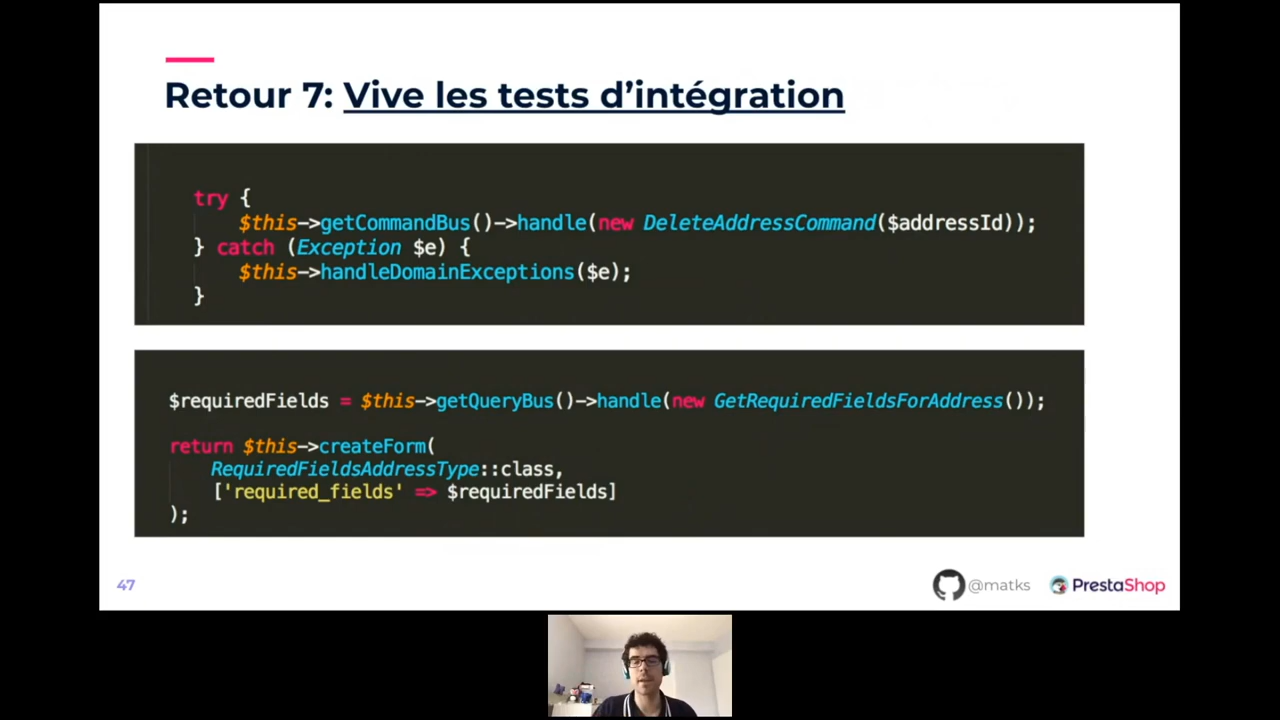 Retour 7: Vive les tests d’intégration
try {
$this->getCommandBus()->handle(new DeleteAddressCommand($addressId));
} catch (Exception $e) {
$this->handleDomainExceptions($e);
}
$requiredFields = $this->getQueryBus()->handle(new GetRequiredFieldsForAddress());
return $this->createForm(
RequiredFieldsAddressType::class,
['required_fields' => $requiredFields]
);
47
@matks
PrestaShop